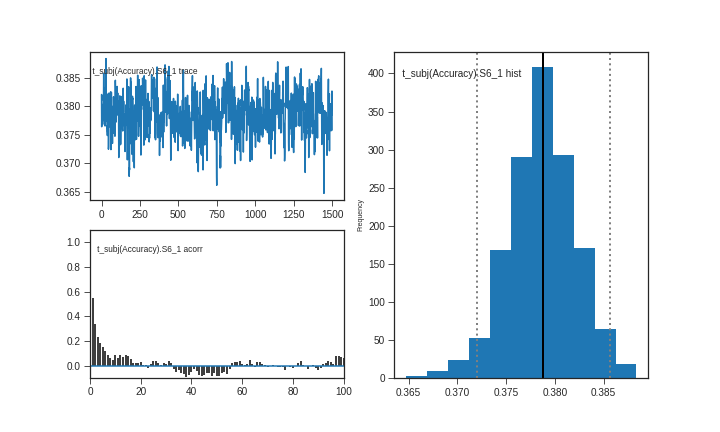 t_subj(Accuracy).S6_1 trace
0.385
0.380
0.375
0.370
0.365
0 250 500 750 1000 1250 1500
t_subj(Accuracy).S6_1 acorr
1.0
0.8
0.6
0.4
0.2
0.0
0 20 40 60 80 100
t_subj(Accuracy).S6_1 hist
Frequency
400
350
300
250
200
150
100
50
0
0.365 0.370 0.375 0.380 0.385